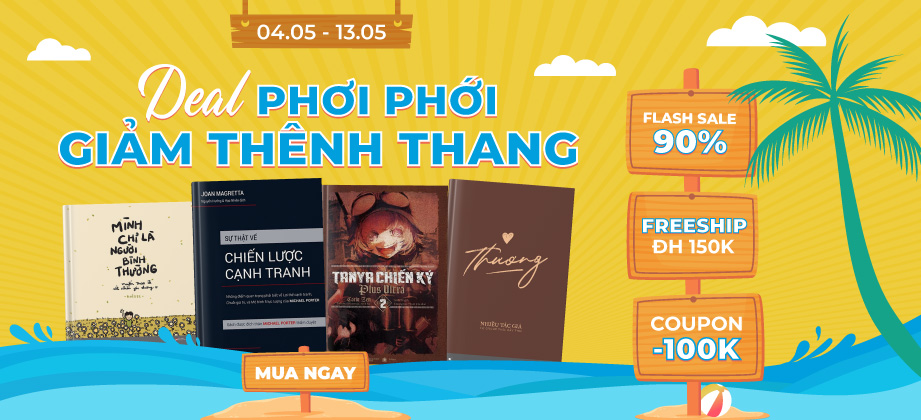 04.05 - 13.05
Deal PHƠI PHỚI
GIẢM THÊNH THANG
FLASH SALE
90%
FREESHIP
ĐH 150K
COUPON
-100K
MÌNH
CHỈ LÀ
NGƯỜI
BÌNH
THƯỜNG
JOAN MAGRETTA
SỰ THẬT VỀ
CHIẾN LƯỢC
CẠNH TRANH
TANYA CHIẾN KÝ
Plus Ultra
2
Thương
NHIỀU TÁC GIẢ
MUA NGAY